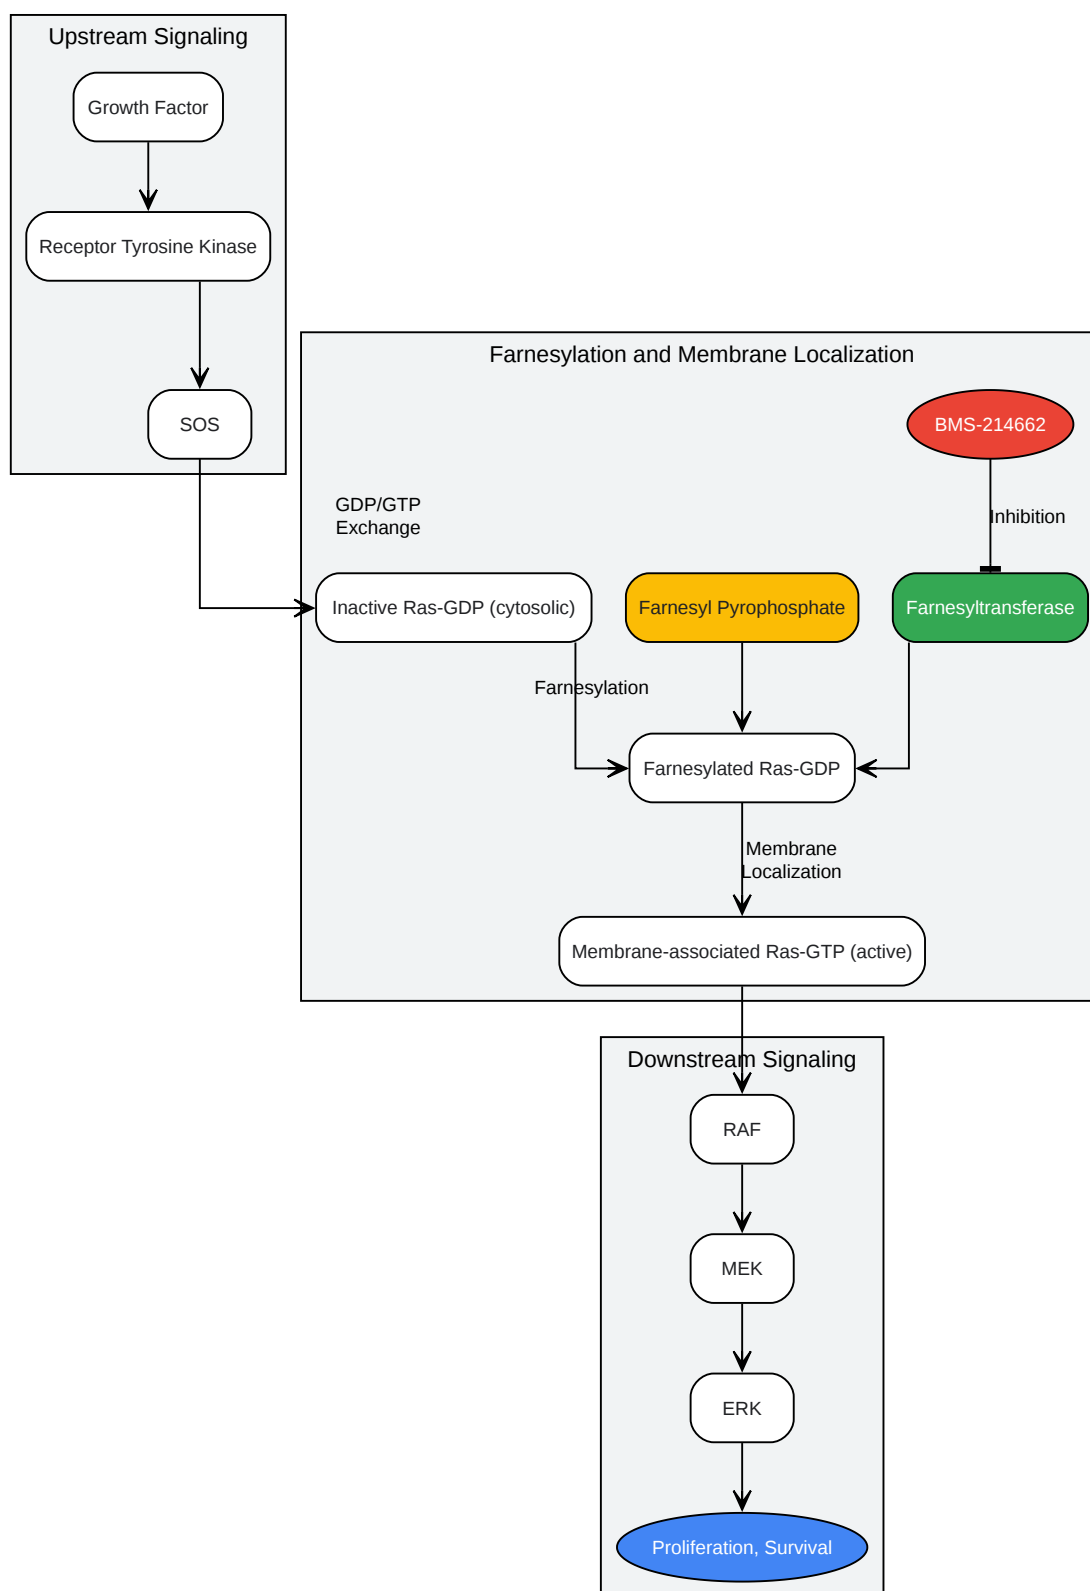 Upstream Signaling
Growth Factor
Receptor Tyrosine Kinase
SOS
Farnesylation and Membrane Localization
BMS-214662
GDP/GTP
Exchange
Inhibition
Inactive Ras-GDP (cytosolic)
Farnesyl Pyrophosphate
Farnesyltransferase
Farnesylation
Farnesylated Ras-GDP
Membrane
Localization
Membrane-associated Ras-GTP (active)
Downstream Signaling
RAF
MEK
ERK
Proliferation, Survival